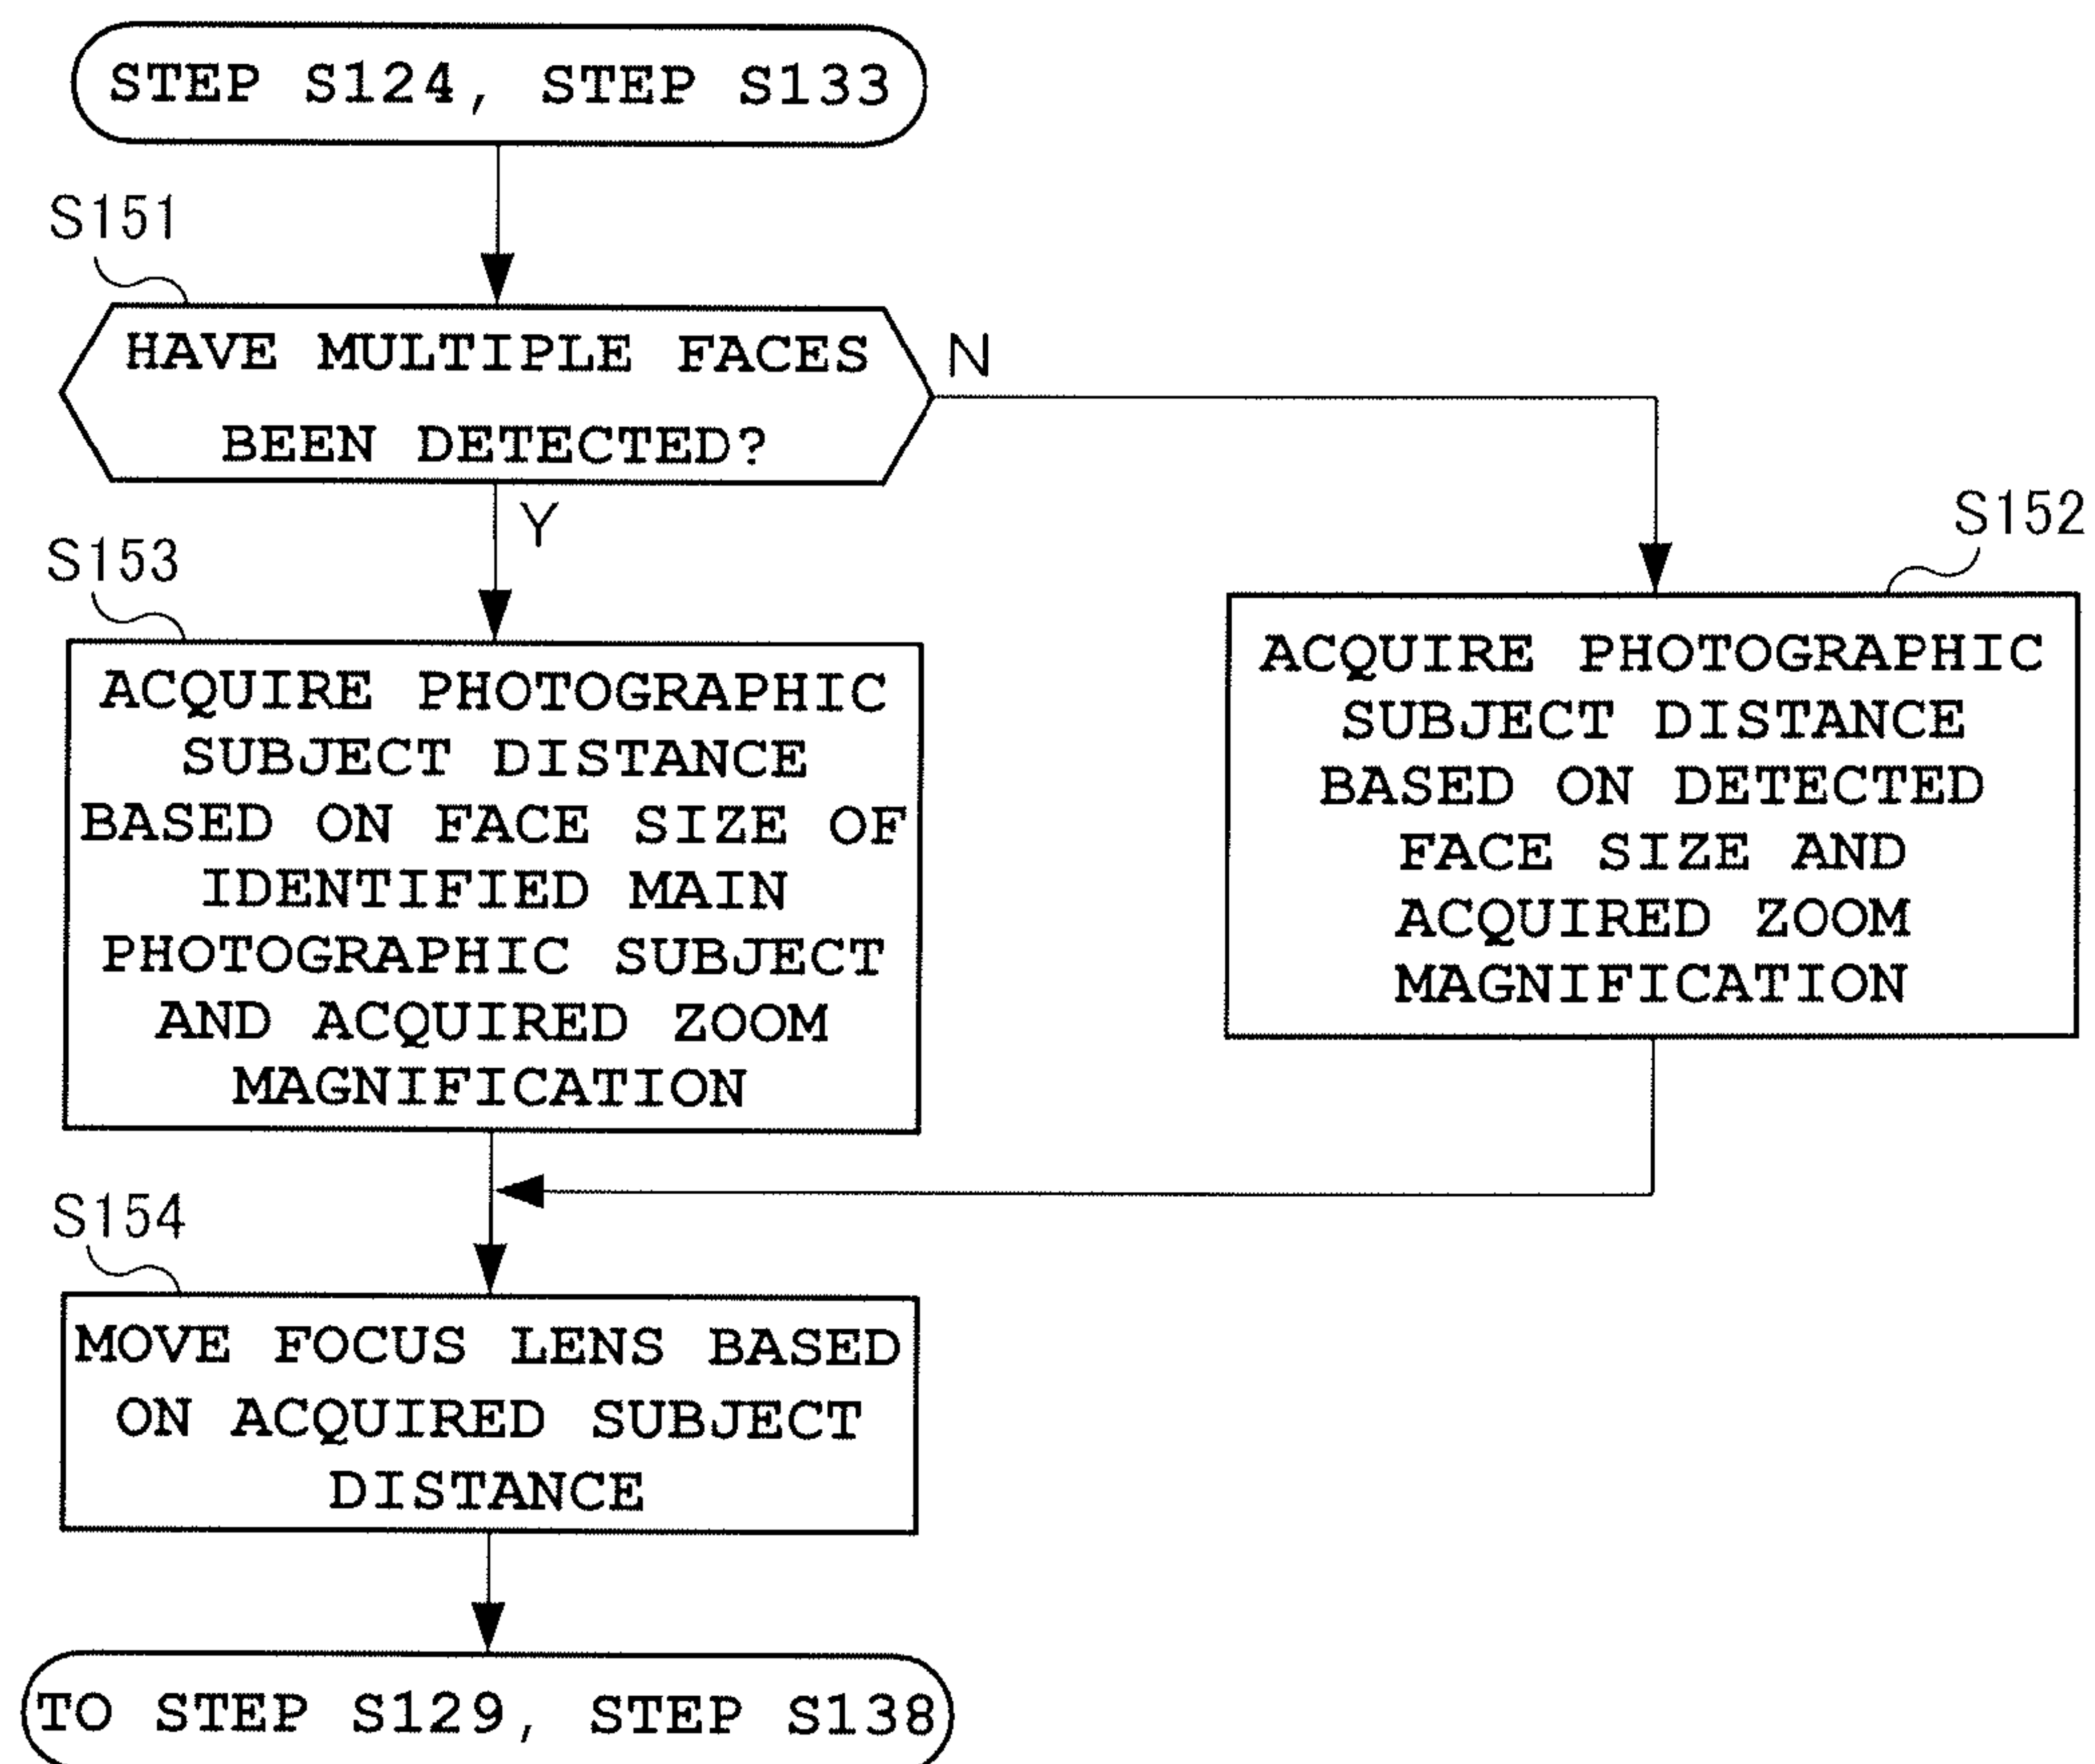 STEP S124, STEP S133
S151
HAVE MULTIPLE FACES
BEEN DETECTED?
N
Y
S153
ACQUIRE PHOTOGRAPHIC
SUBJECT DISTANCE
BASED ON FACE SIZE OF
IDENTIFIED MAIN
PHOTOGRAPHIC SUBJECT
AND ACQUIRED ZOOM
MAGNIFICATION
S152
ACQUIRE PHOTOGRAPHIC
SUBJECT DISTANCE
BASED ON DETECTED
FACE SIZE AND
ACQUIRED ZOOM
MAGNIFICATION
S154
MOVE FOCUS LENS BASED
ON ACQUIRED SUBJECT
DISTANCE
TO STEP S129, STEP S138